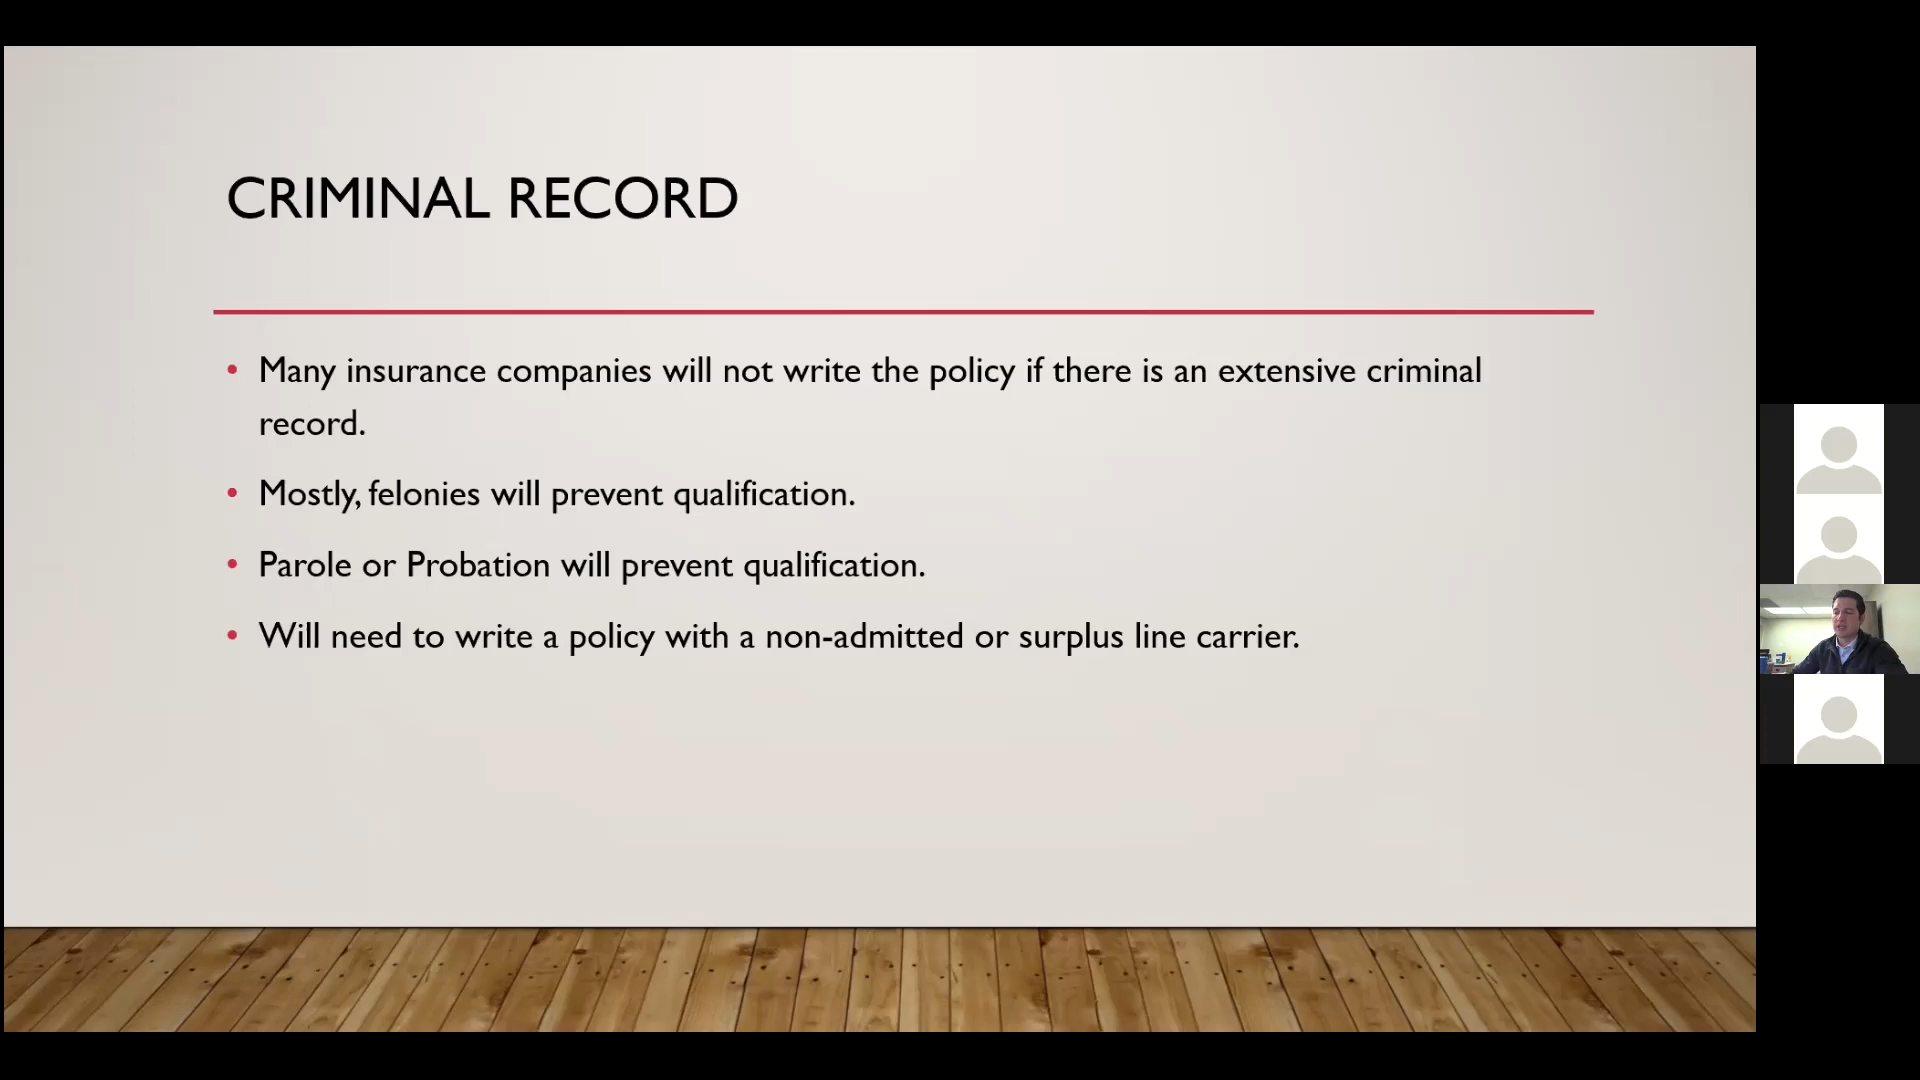 CRIMINAL RECORD
• Many insurance companies will not write the policy if there is an extensive criminal
record.
• Mostly, felonies will prevent qualification.
• Parole or Probation will prevent qualification.
• Will need to write a policy with a non-admitted or surplus line carrier.